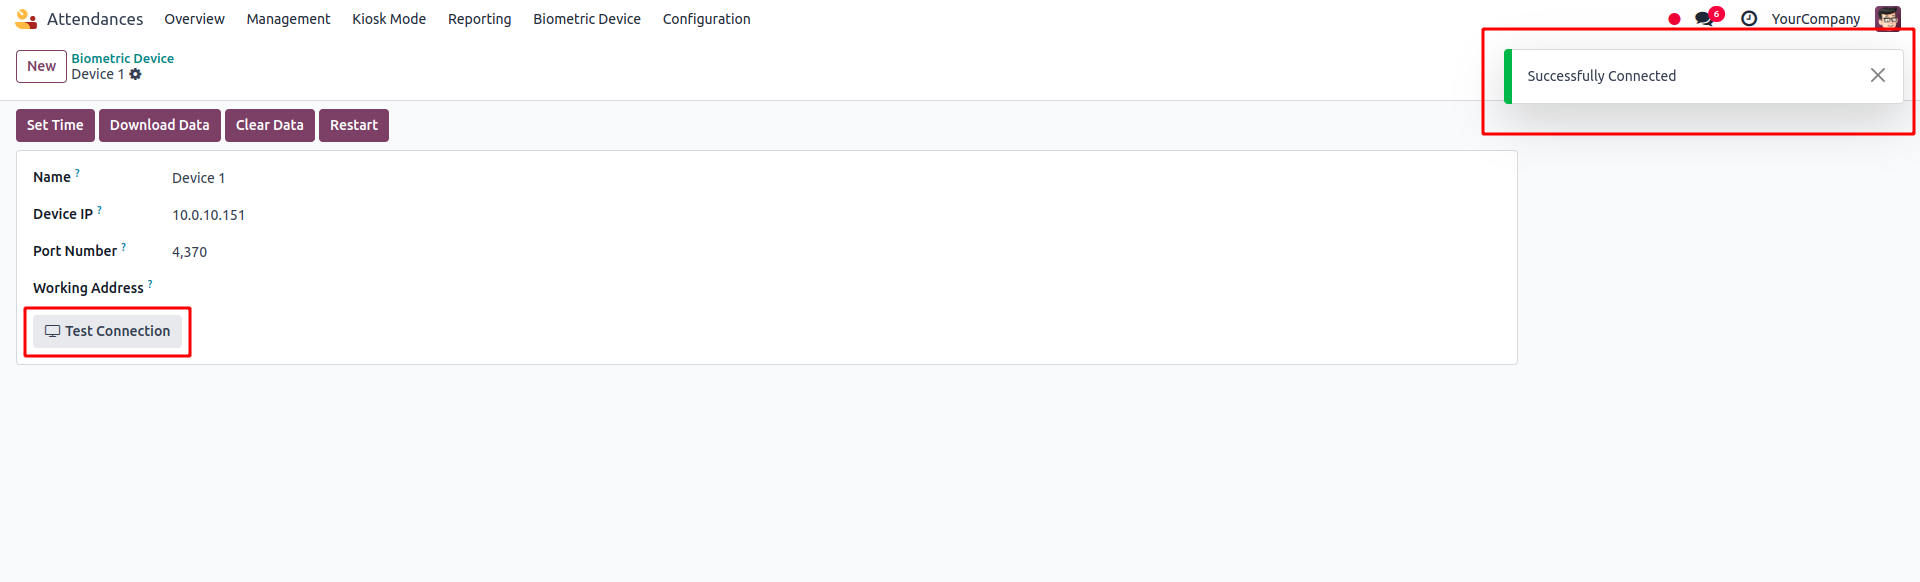 Attendances Overview Management Kiosk Mode Reporting Biometric Device Configuration 6 YourCompany
New
Biometric Device
Device 1
Successfully Connected
Set Time Download Data Clear Data Restart
Name ? Device 1
Device IP ? 10.0.10.151
Port Number ? 4,370
Working Address ?
Test Connection